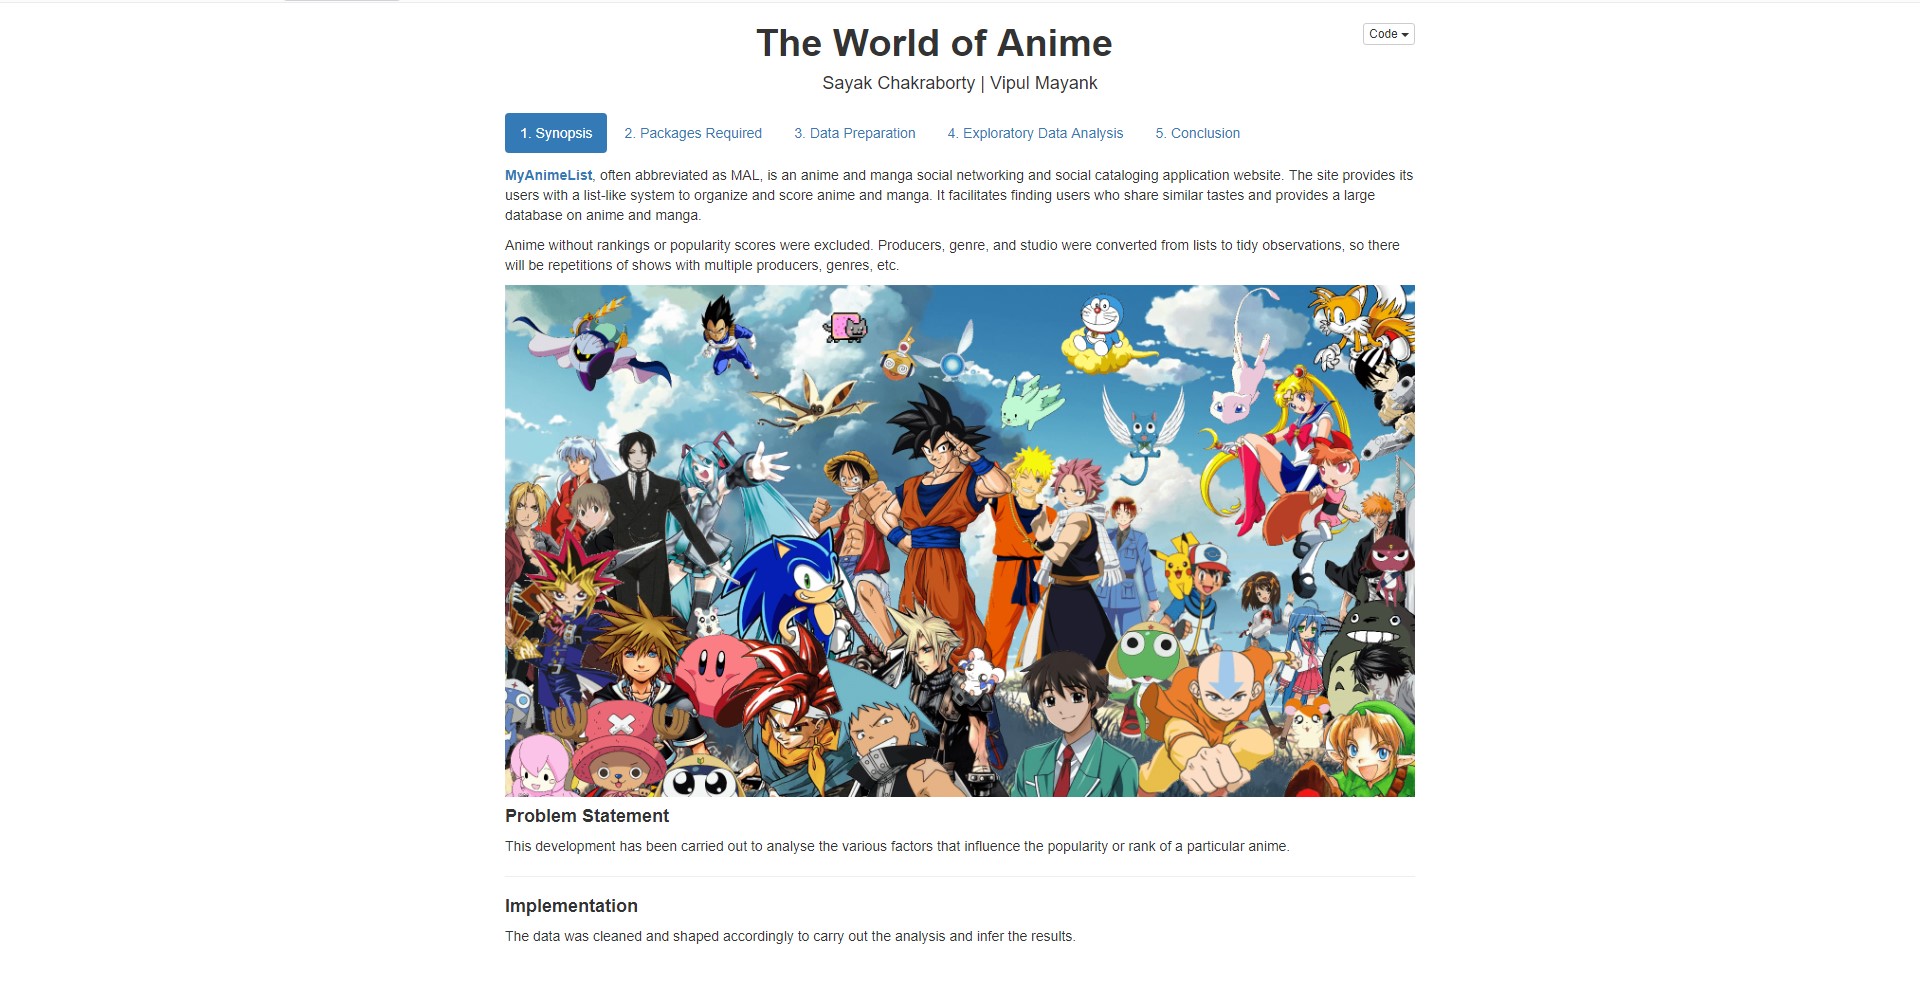 The World of Anime
Code
Sayak Chakraborty | Vipul Mayank
1. Synopsis
2. Packages Required
3. Data Preparation
4. Exploratory Data Analysis
5. Conclusion
MyAnimeList, often abbreviated as MAL, is an anime and manga social networking and social cataloging application website. The site provides its
users with a list-like system to organize and score anime and manga. It facilitates finding users who share similar tastes and provides a large
database on anime and manga.
Anime without rankings or popularity scores were excluded. Producers, genre, and studio were converted from lists to tidy observations, so there
will be repetitions of shows with multiple producers, genres, etc.
Problem Statement
This development has been carried out to analyse the various factors that influence the popularity or rank of a particular anime.
Implementation
The data was cleaned and shaped accordingly to carry out the analysis and infer the results.